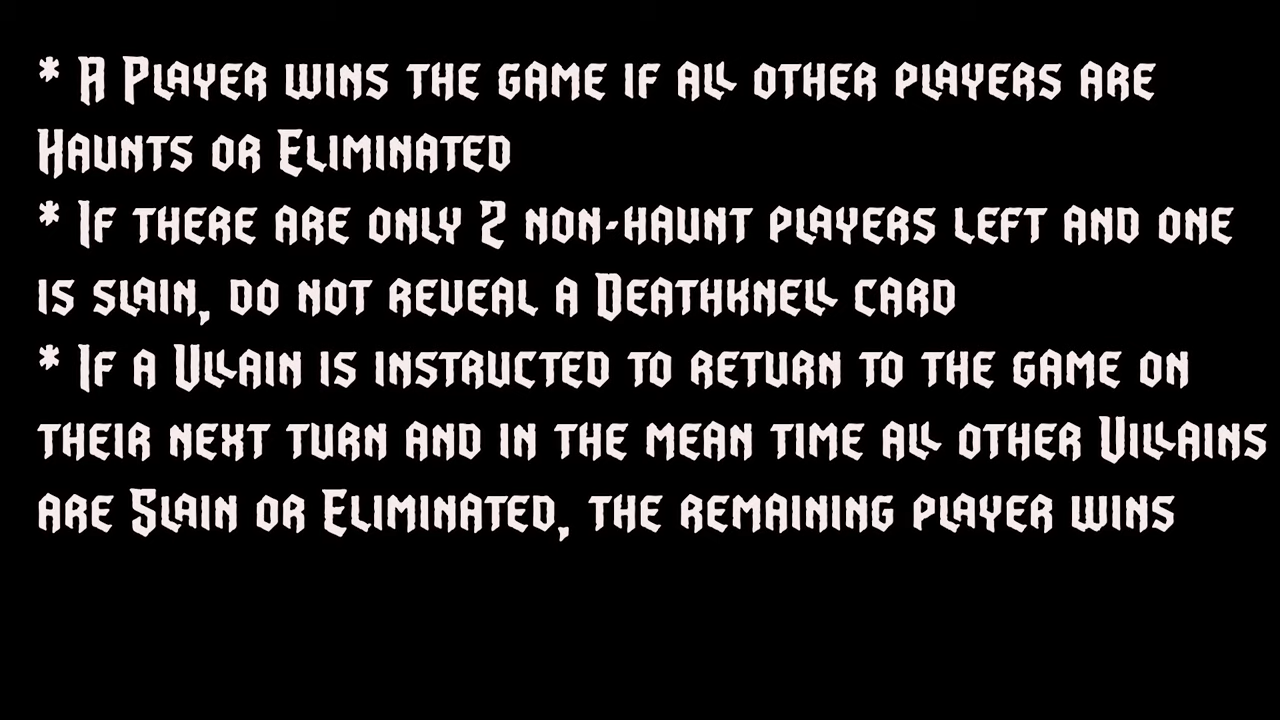 * A Player wins the game if all other players are
Haunts or Eliminated
* If there are only 2 non-haunt players left and one
is slain, do not reveal a Deathknell card
* If a Vllain is instructed to return to the game on
their next turn and in the mean time all other Villains
are Slain or Eliminated, the remaining player wins